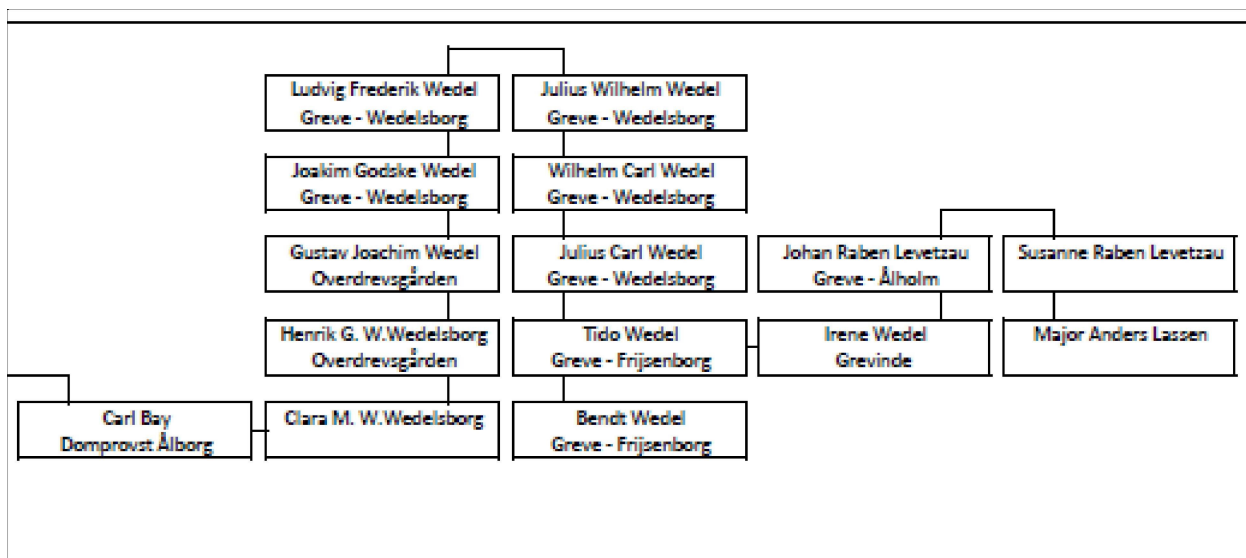 Ludvig Frederik Wedel
Greve - Wedelsborg
Julius Wilhelm Wedel
Greve - Wedelsborg
Joakim Godske Wedel
Greve - Wedelsborg
Wilhelm Carl Wedel
Greve - Wedelsborg
Gustav Joachim Wedel
Overdrevsgården
Julius Carl Wedel
Greve - Wedelsborg
Johan Raben Levetzau
Greve - Ålholm
Susanne Raben Levetzau
Henrik G. W.Wedelsborg
Overdrevsgården
Tido Wedel
Greve - Frijsenborg
Irene Wedel
Grevinde
Major Anders Lassen
Carl Bay
Domprovst Ålborg
Clara M. W.Wedelsborg
Bendt Wedel
Greve - Frijsenborg